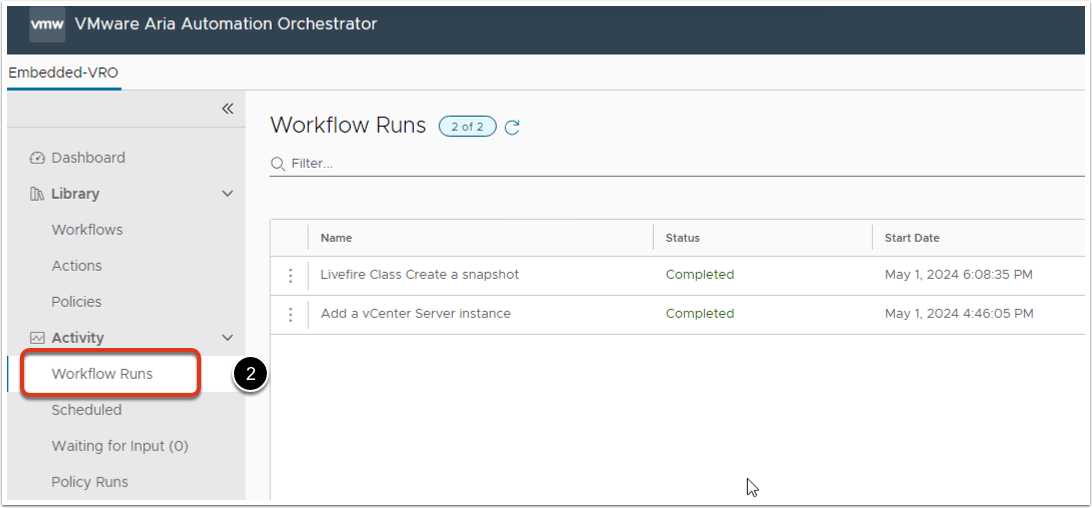 vmw VMware Aria Automation Orchestrator
Embedded-VRO
Workflow Runs 2 of 2
Filter...
Dashboard
Library
Workflows
Actions
Policies
Activity
Workflow Runs 2
Scheduled
Waiting for Input (0)
Policy Runs
Name Status Start Date
Livefire Class Create a snapshot Completed May 1, 2024 6:08:35 PM
Add a vCenter Server instance Completed May 1, 2024 4:46:05 PM